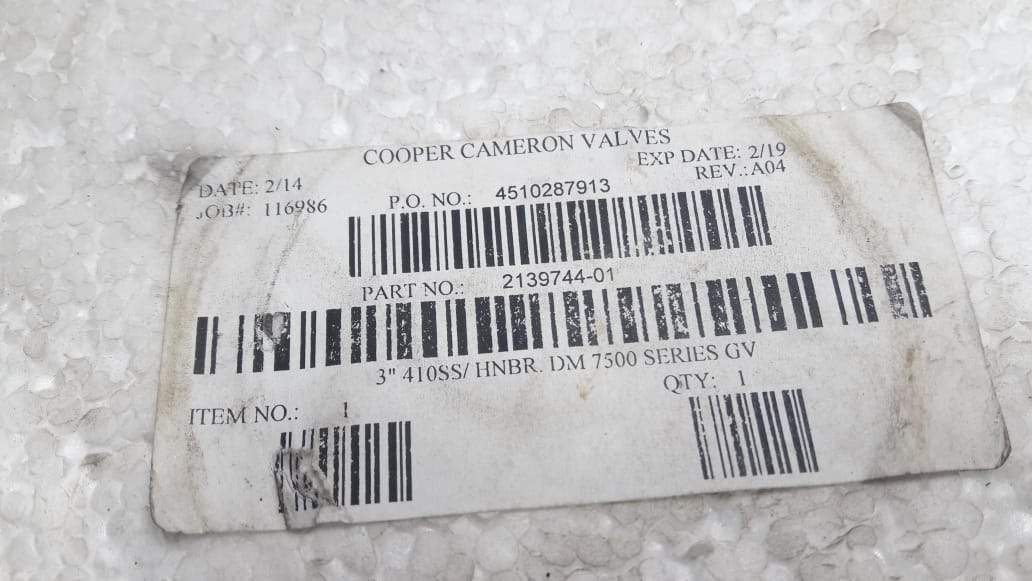 COOPER CAMERON VALVES
DATE: 2/14 EXP DATE: 2/19
JOB#: 116986 P.O. NO.: 4510287913 REV.:A04
PART NO.: 2139744-01
3" 410SS/ HNBR. DM 7500 SERIES GV
ITEM NO.: 1 QTY: 1